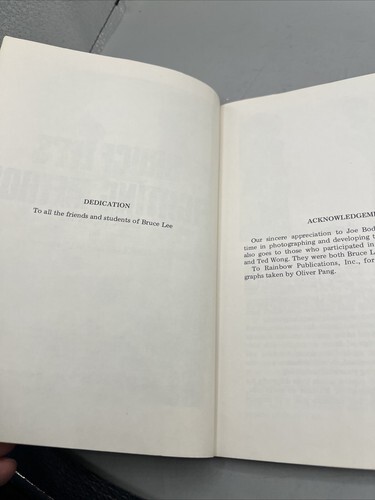 DEDICATION
To all the friends and students of Bruce Lee
Our sincere appreciation to Joe
time in photographing and developing
also goes to those who participated in
and Ted Wong. They were both Bruce
To Rainbow Publications, Inc., for
graphs taken by Oliver Pang.